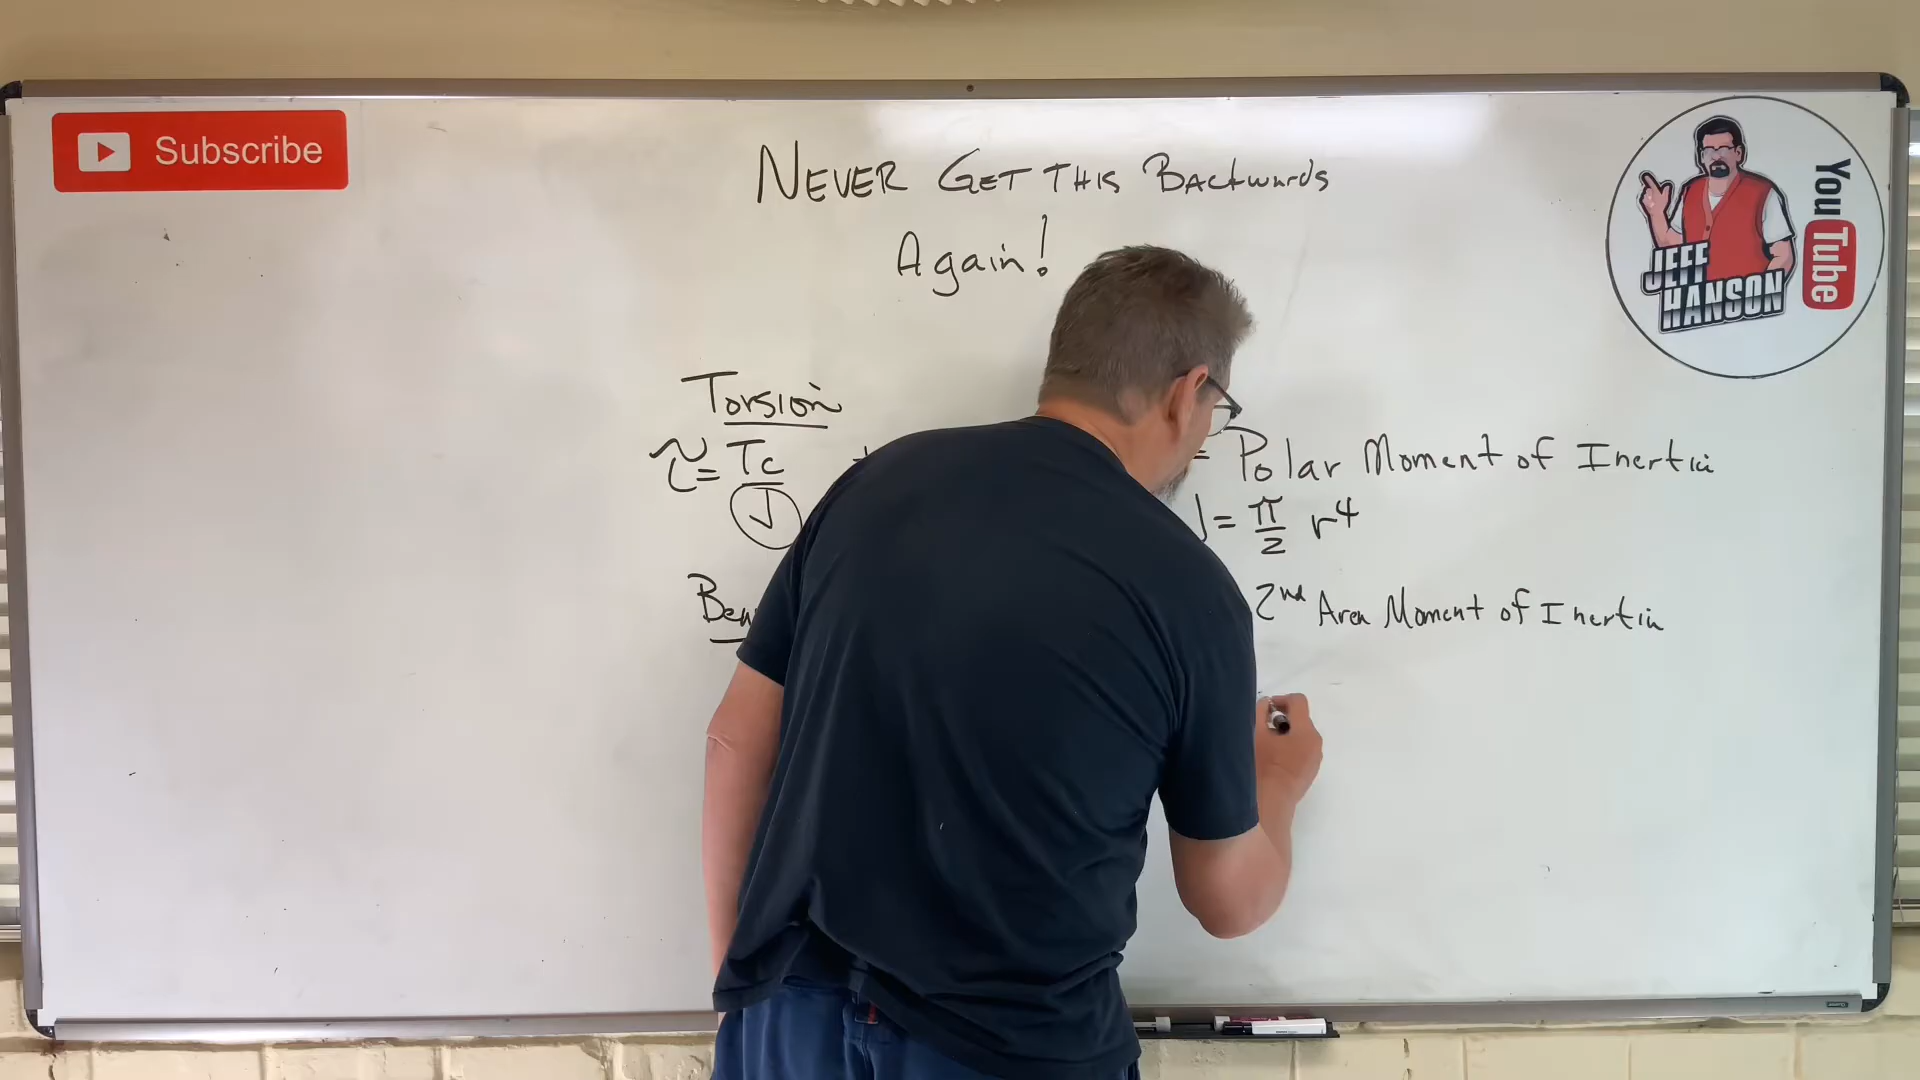 Subscribe
NEVER GET THIS BACKWARDS
Again!
YouTube
JEFF
HANSON
Torsion
τ = Tc
J
= Polar Moment of Inertia
J = π/2 r⁴
2nd Area Moment of Inertia